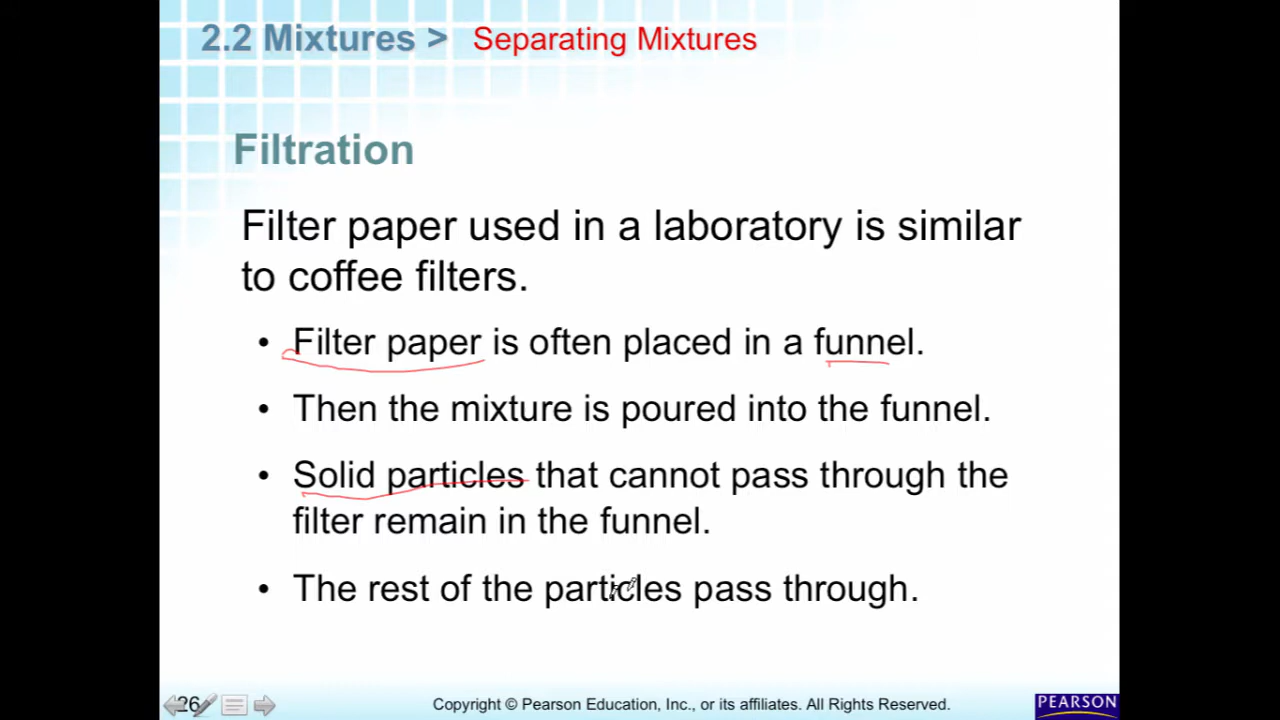 2.2 Mixtures > Separating Mixtures
Filtration
Filter paper used in a laboratory is similar
to coffee filters.
• Filter paper is often placed in a funnel.
• Then the mixture is poured into the funnel.
• Solid particles that cannot pass through the
filter remain in the funnel.
• The rest of the particles pass through.
26
Copyright © Pearson Education, Inc., or its affiliates. All Rights Reserved.
PEARSON